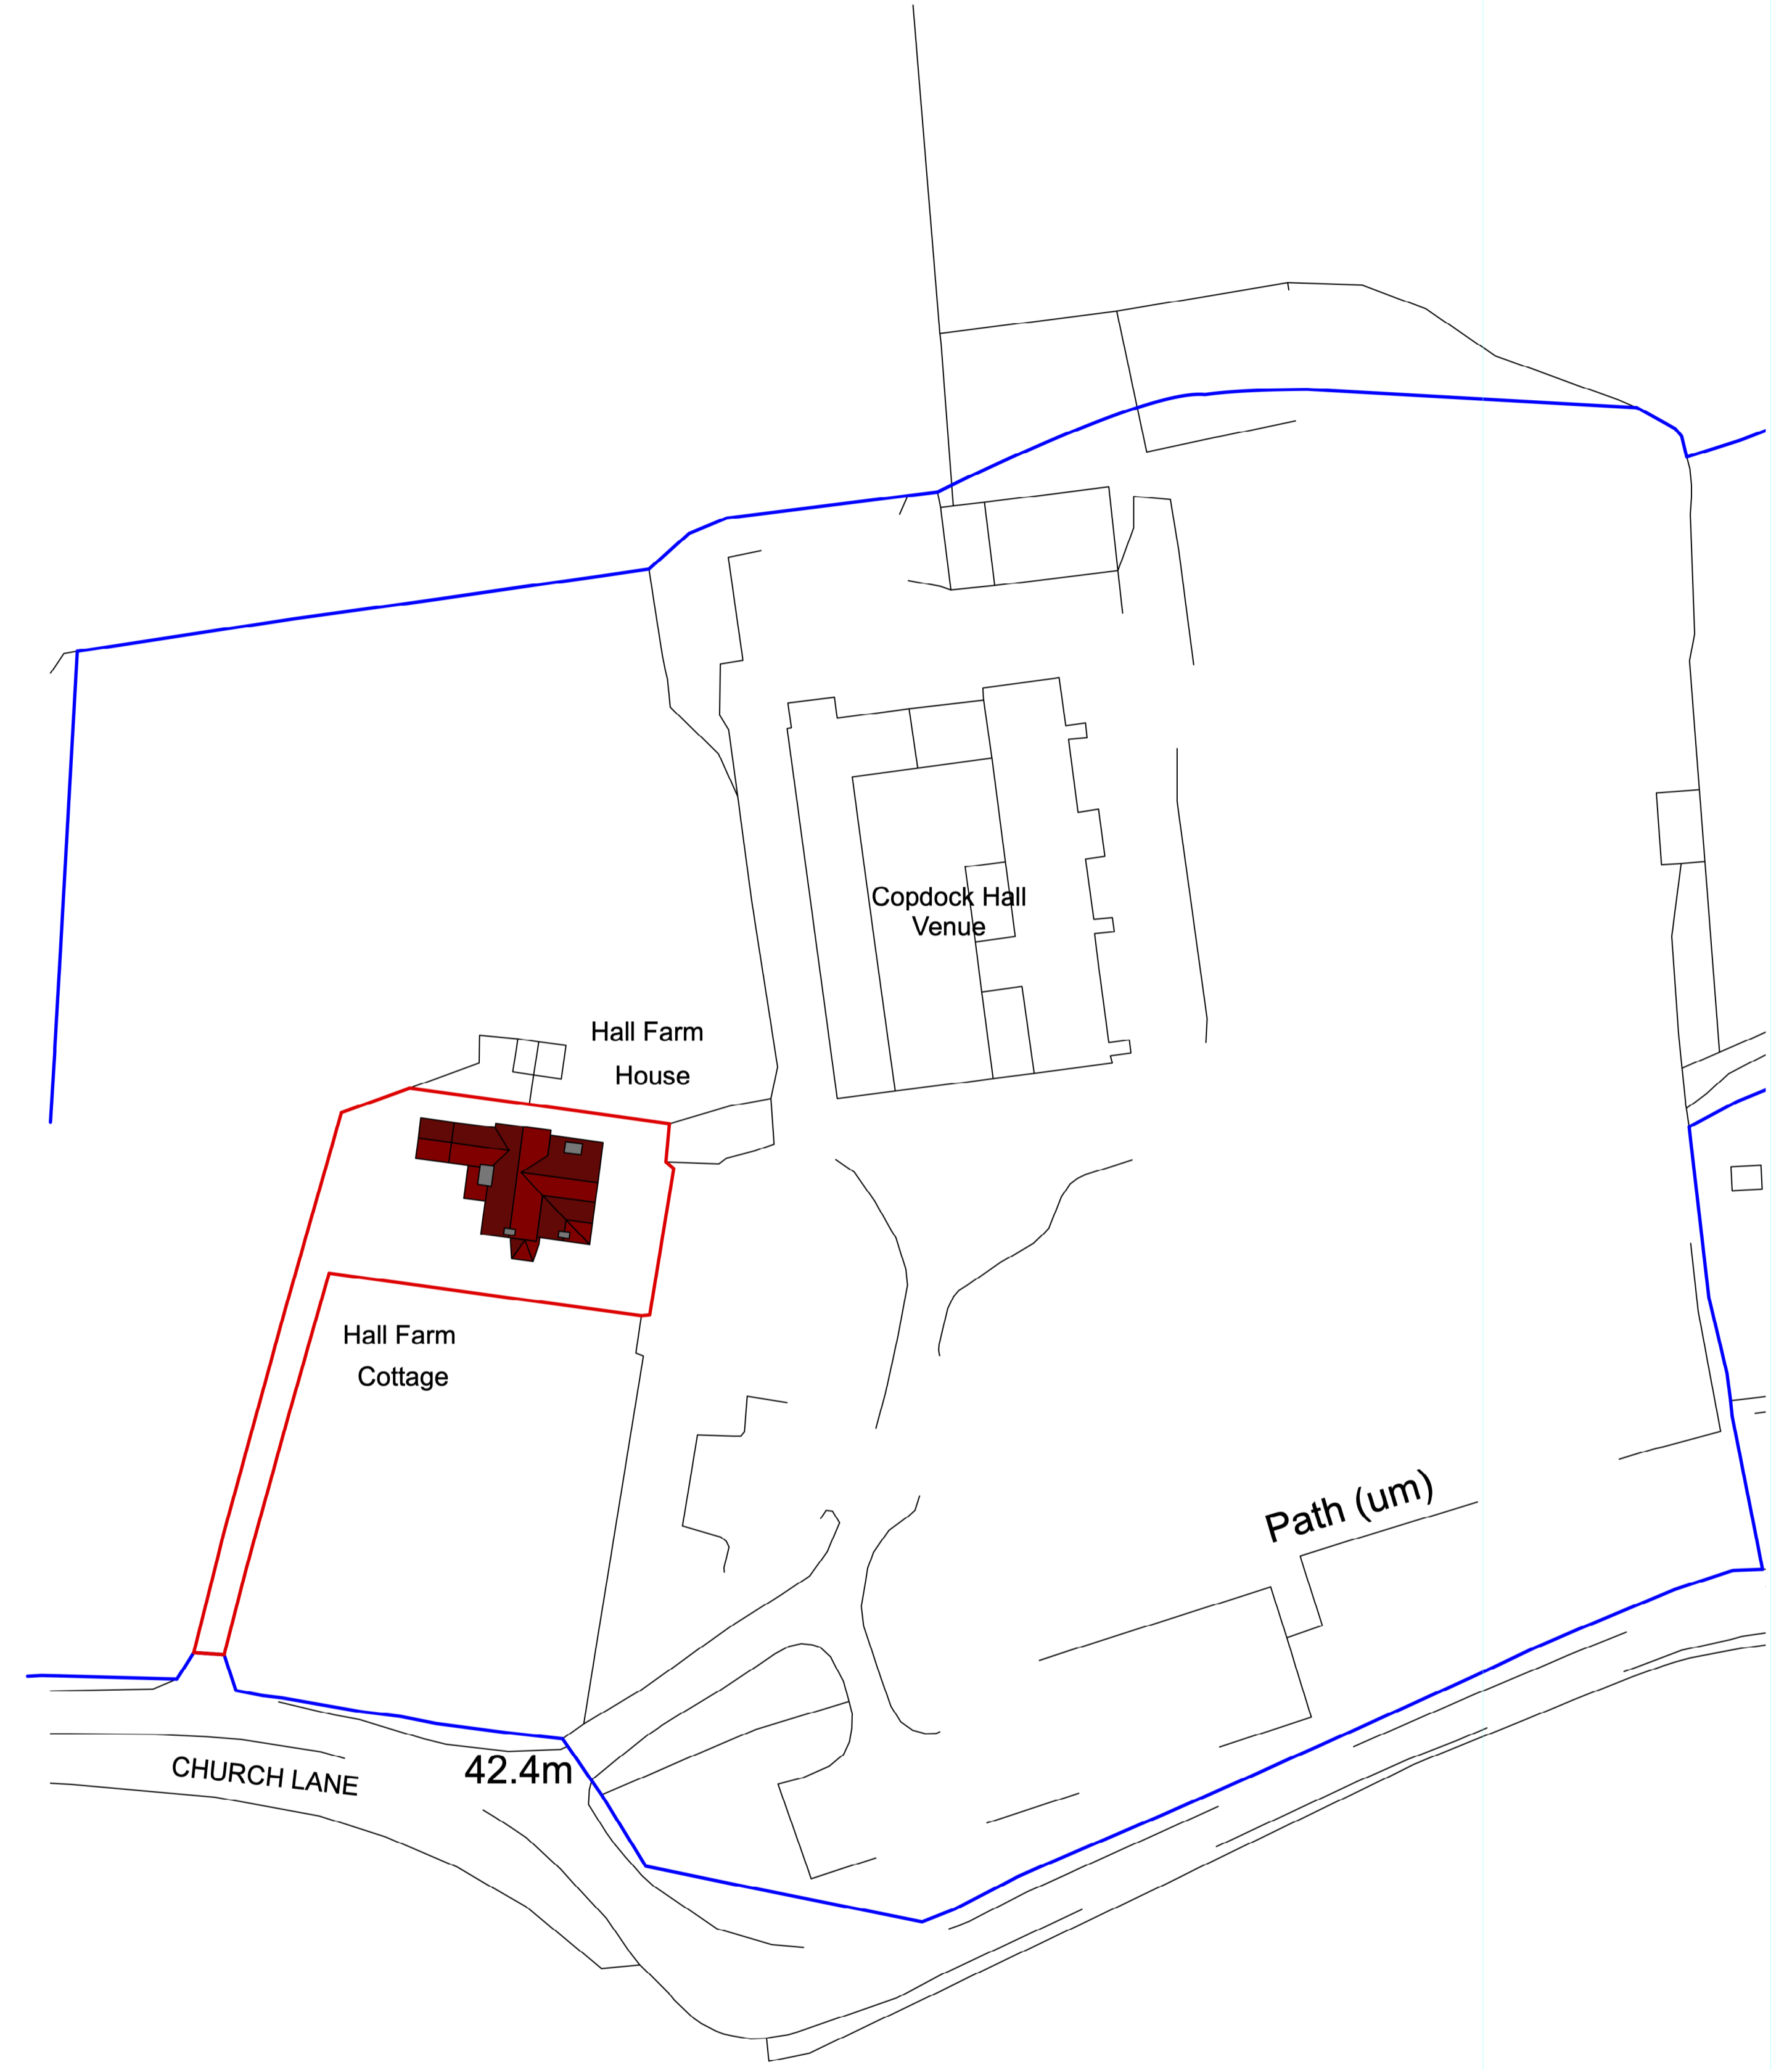 Copdock Hall
Venue
Hall Farm
House
Hall Farm
Cottage
Path (um)
42.4m
CHURCH LANE